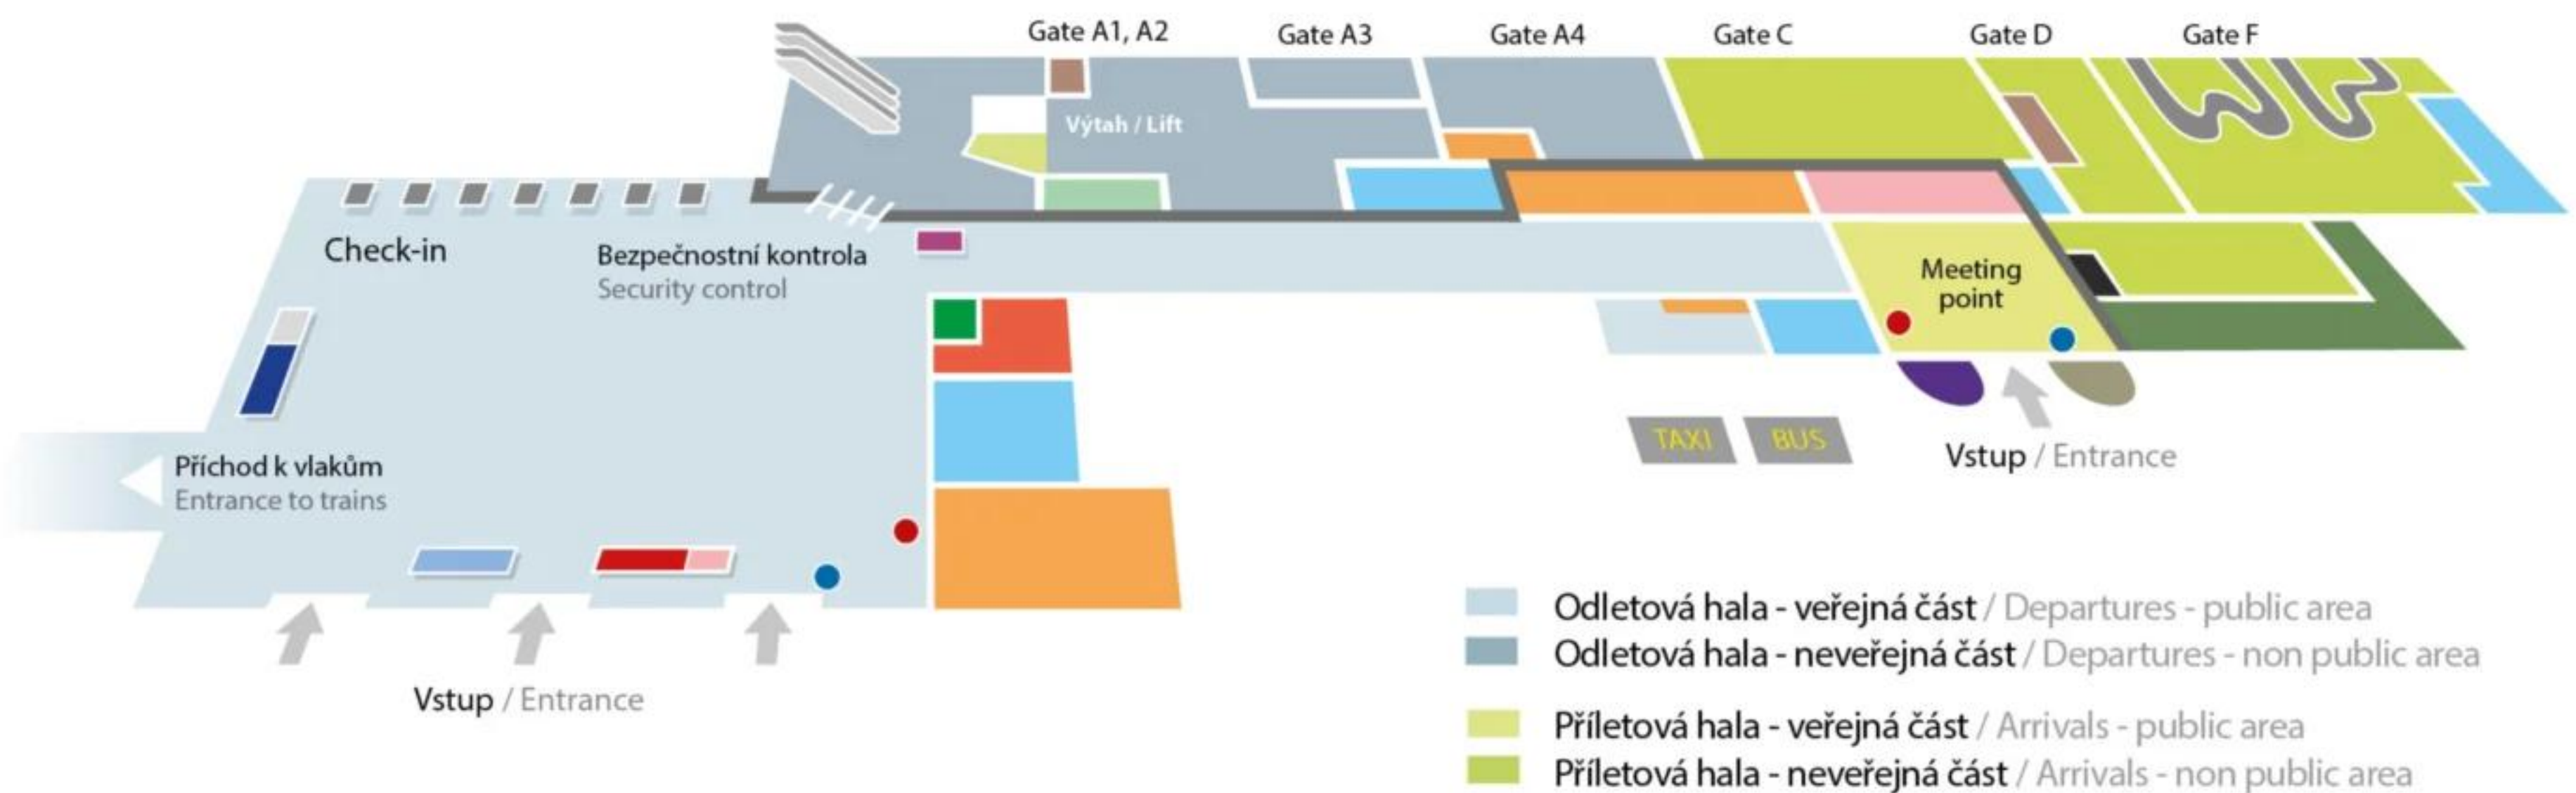 Gate A1, A2
Gate A3
Gate A4
Gate C
Gate D
Gate F
Výtah / Lift
Check-in
Bezpečnostní kontrola
Security control
Meeting
point
Příchod k vlakům
Entrance to trains
TAXI
BUS
Vstup / Entrance
Vstup / Entrance
Odletová hala - veřejná část / Departures - public area
Odletová hala - neveřejná část / Departures - non public area
Příletová hala - veřejná část / Arrivals - public area
Příletová hala - neveřejná část / Arrivals - non public area